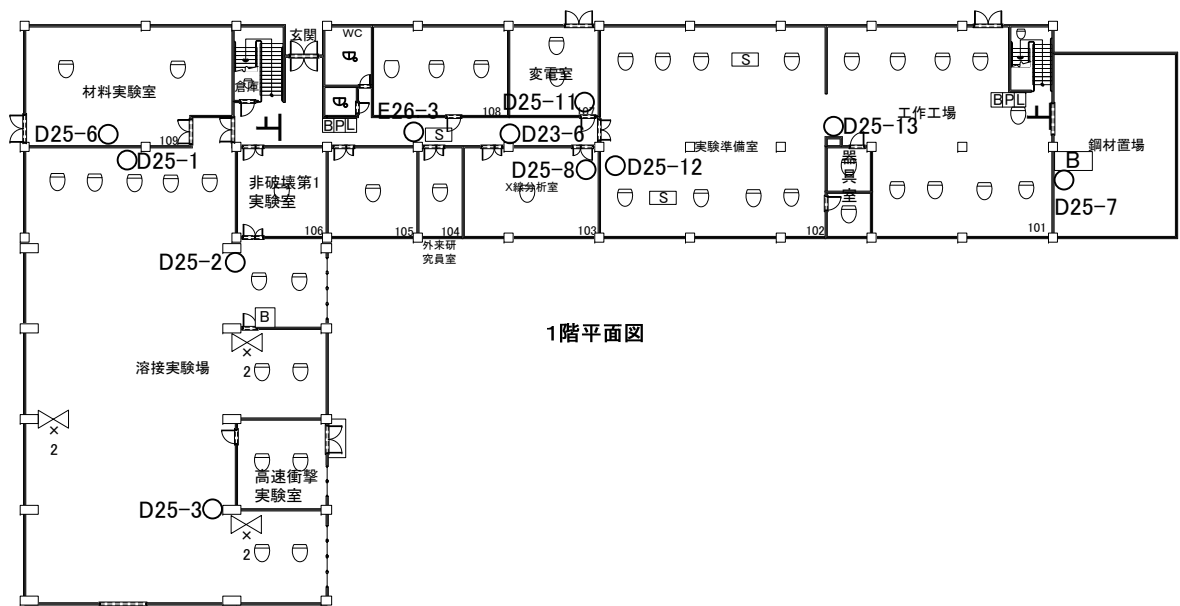 玄関
WC
材料実験室
倉庫
変電室
工作工場
鋼材置場
D25-6
109
BPL
E26-3
S
108
D23-6
D25-11
107
S
D25-13
BPL
B
D25-7
D25-1
非破壊第1
実験室
106
105
104
外来研
究員室
X線分析室
D25-8
103
D25-12
実験準備室
S
102
器
具
室
101
D25-2
B
2
溶接実験場
2
1階平面図
高速衝撃
実験室
D25-3
2